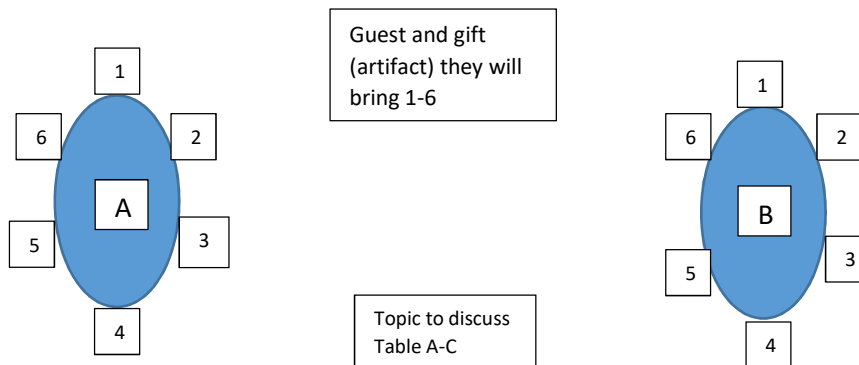 Guest and gift
(artifact) they will
bring 1-6
1
1
6
2
6
2
A
B
5
3
5
3
4
4
Topic to discuss
Table A-C